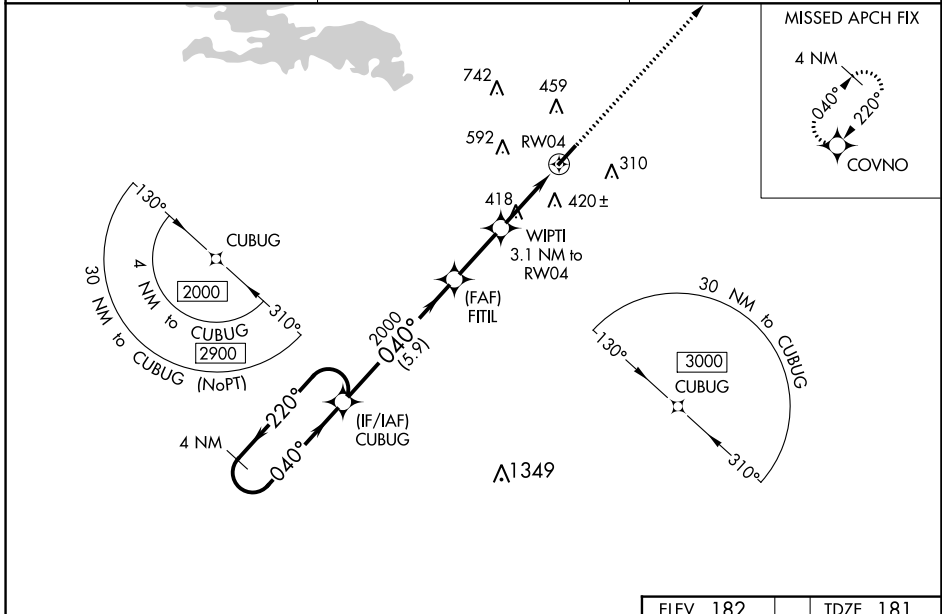 MISSED APCH FIX
4 NM
040°
220°
COVNO
742
459
592
RW04
310
418
420±
WIPTI
3.1 NM to
RW04
(FAF)
FITIL
2000
040°
(5.9)
130°
CUBUG
2000
4 NM to CUBUG
310°
2900
30 NM to CUBUG (NoPT)
30 NM to CUBUG
130°
3000
CUBUG
310°
220°
(IF/IAF)
CUBUG
4 NM
040°
1349
ELEV 182
TDZE 181